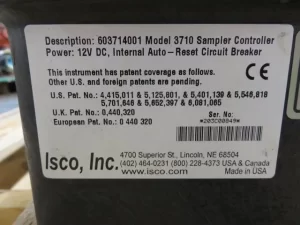 Description: 603714001 Model 3710 Sampler Controller
Power: 12V DC, Internal Auto-Reset Circuit Breaker
This instrument has patent coverage as follows.
Other U.S. and foreign patents pending.
U.S. Pat. No.: 4,415,011 & 5,125,801, & 5,401,139 & 5,546,818
5,701,646 & 5,652,397 & 6,091,065
U.K. Pat. No.: 0,440,320
European Pat. No.: 0 440 320
Ser. No:
CE
Isco, Inc.
4700 Superior St., Lincoln, NE 68504
(402) 464-0231 (800) 228-4373 USA & Canada
www.isco.com
Made in USA